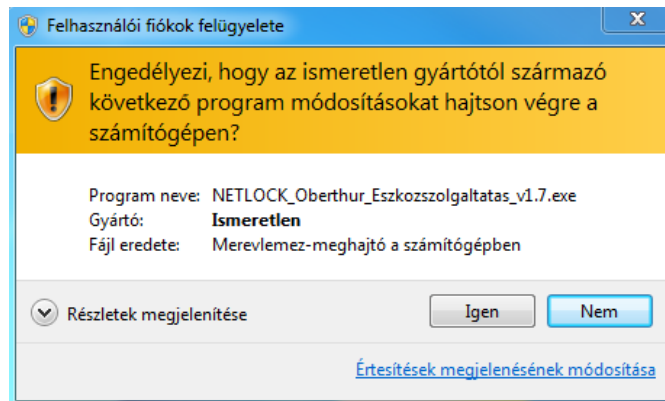 Felhasználói fiókok felügyelete
Engedélyezi, hogy az ismeretlen gyártótól származó
következő program módosításokat hajtson végre a
számítógépen?
Program neve: NETLOCK_Oberthur_Eszkozszolgaltatas_v1.7.exe
Gyártó: Ismeretlen
Fájl eredete: Merevlemez-meghajtó a számítógépben
Részletek megjelenítése Igen Nem
Értesítések megjelenésének módosítása